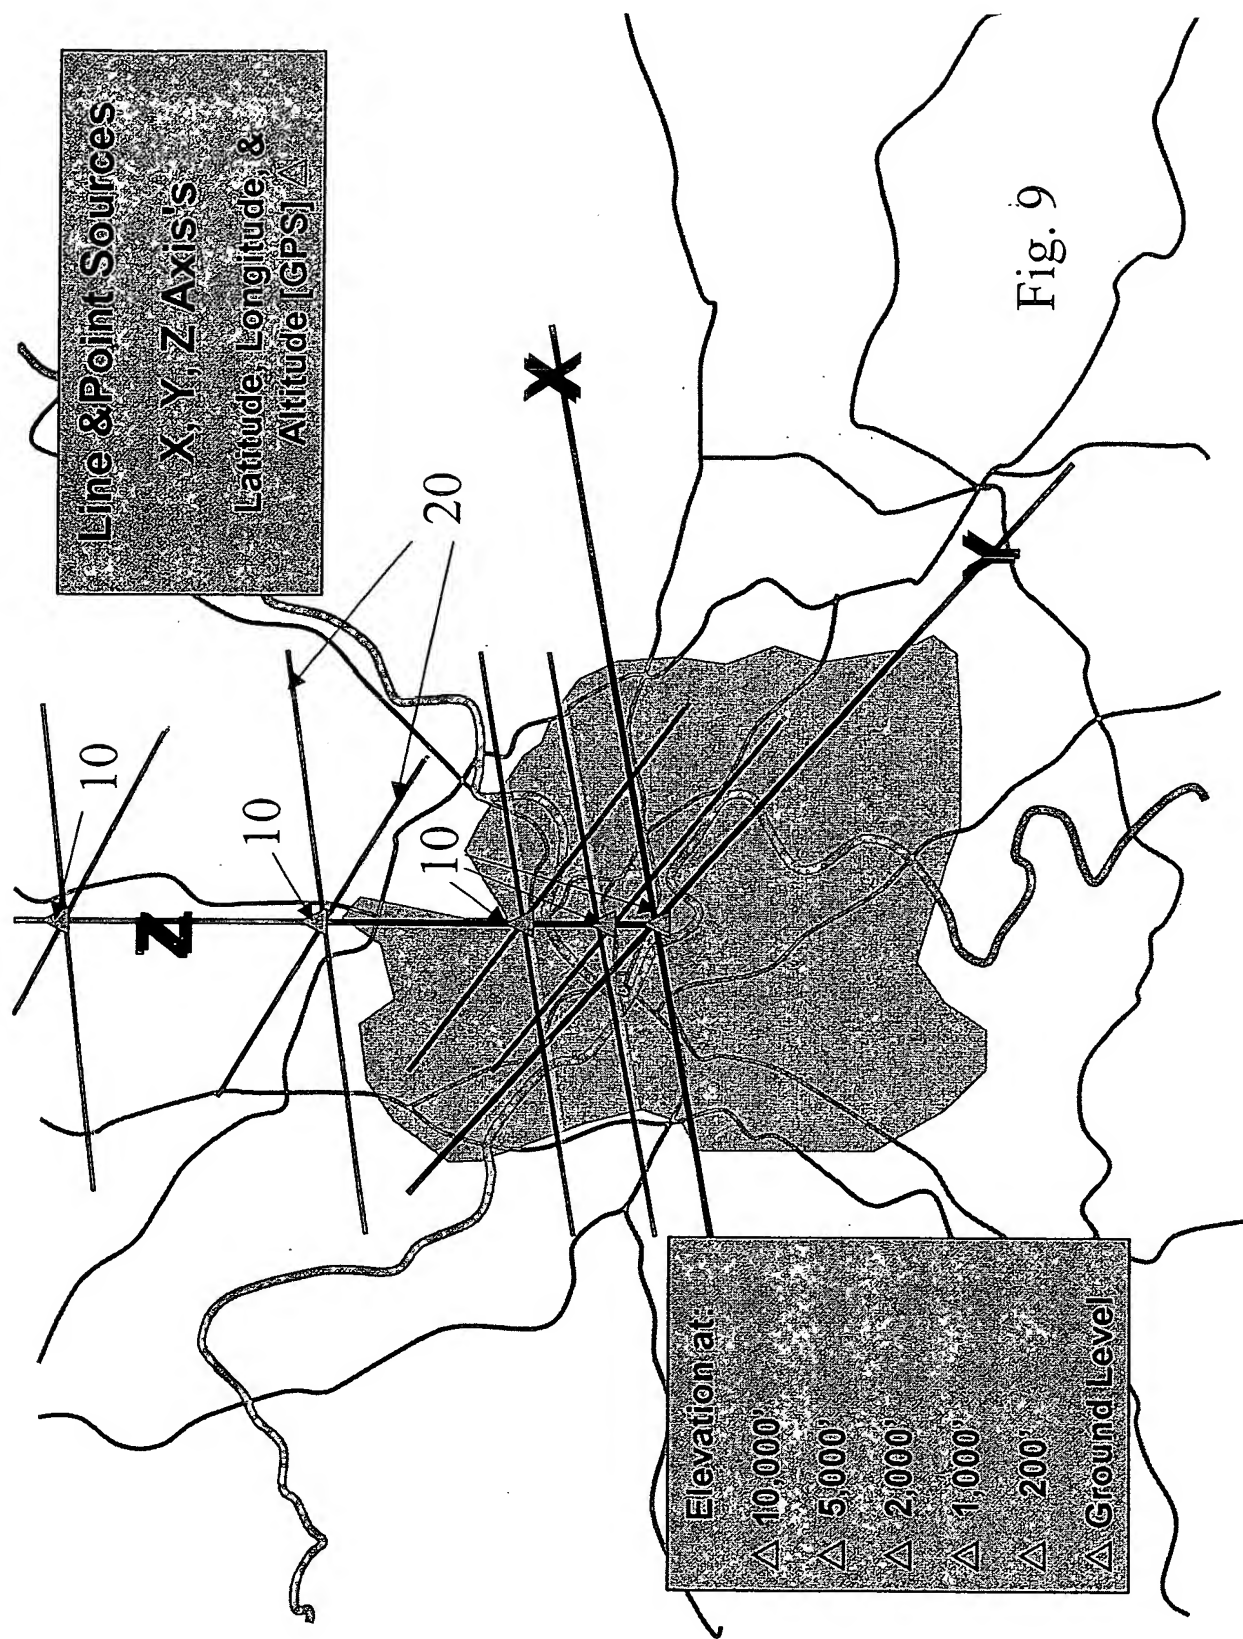 Line & Point Sources
X, Y, Z Axis's
Latitude, Longitude, &
Altitude [GPS] △
10
Z
10
20
10
X
Y
Elevation at:
△ 10,000'
△ 5,000'
△ 2,000'
△ 1,000'
△ 200'
△ Ground Level
Fig. 9